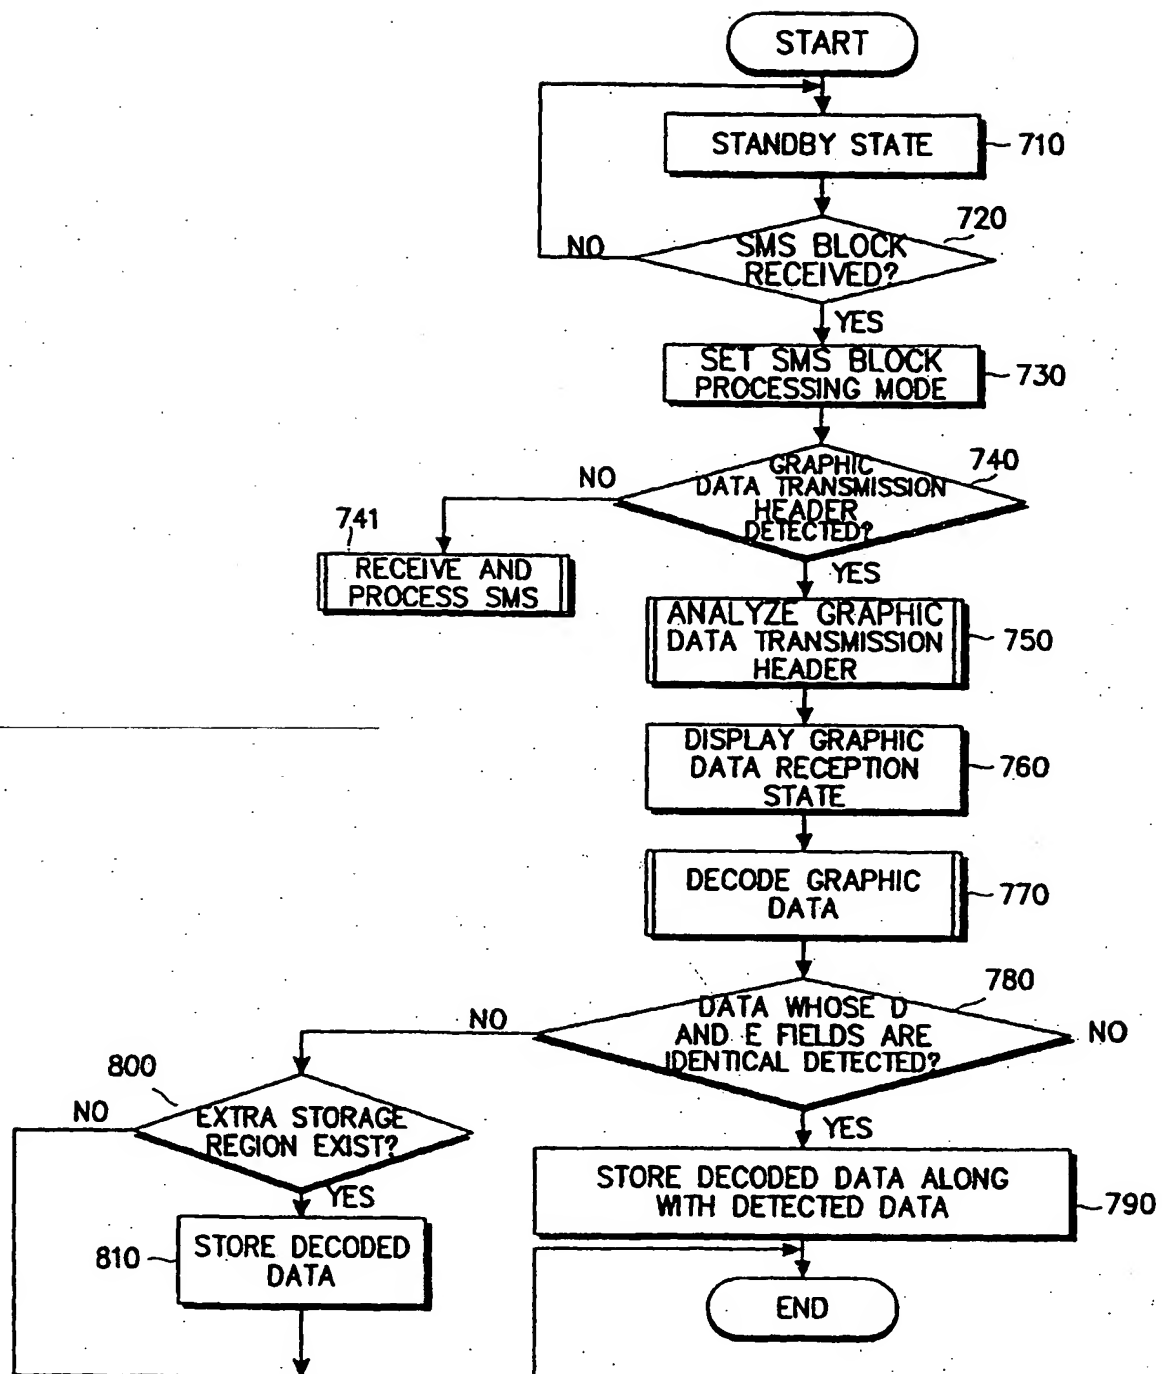 START
STANDBY STATE
710
720
SMS BLOCK
RECEIVED?
NO
YES
SET SMS BLOCK
PROCESSING MODE
730
740
GRAPHIC
DATA TRANSMISSION
HEADER
DETECTED?
NO
741
RECEIVE AND
PROCESS SMS
YES
ANALYZE GRAPHIC
DATA TRANSMISSION
HEADER
750
DISPLAY GRAPHIC
DATA RECEPTION
STATE
760
DECODE GRAPHIC
DATA
770
780
DATA WHOSE D
AND E FIELDS ARE
IDENTICAL DETECTED?
NO
NO
800
EXTRA STORAGE
REGION EXIST?
NO
YES
YES
STORE DECODED DATA ALONG
WITH DETECTED DATA
790
810
STORE DECODED
DATA
END